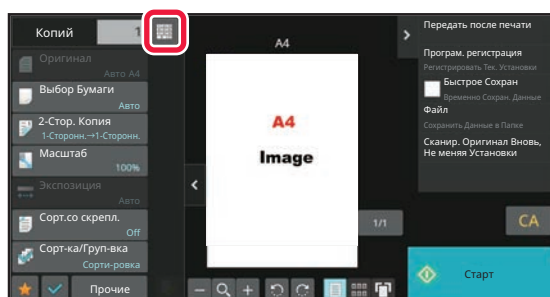 Копий 1
Оригинал
Авто A4
Выбор Бумаги
Авто
2-Стор. Копия
1-Сторонн.→1-Сторонн.
Масштаб
100%
Экспозиция
Авто
Сорт.со скрепл.
Off
Сорт-ка/Груп-вка
Сорти-ровка
Прочие
A4
A4
Image
1/1
Передать после печати
Програм. регистрация
Регистрировать Тек. Установки
Быстрое Сохран
Временно Сохран. Данные
Файл
Сохранить Данные в Папке
Сканир. Оригинал Вновь,
Не меняя Установки
CA
Старт